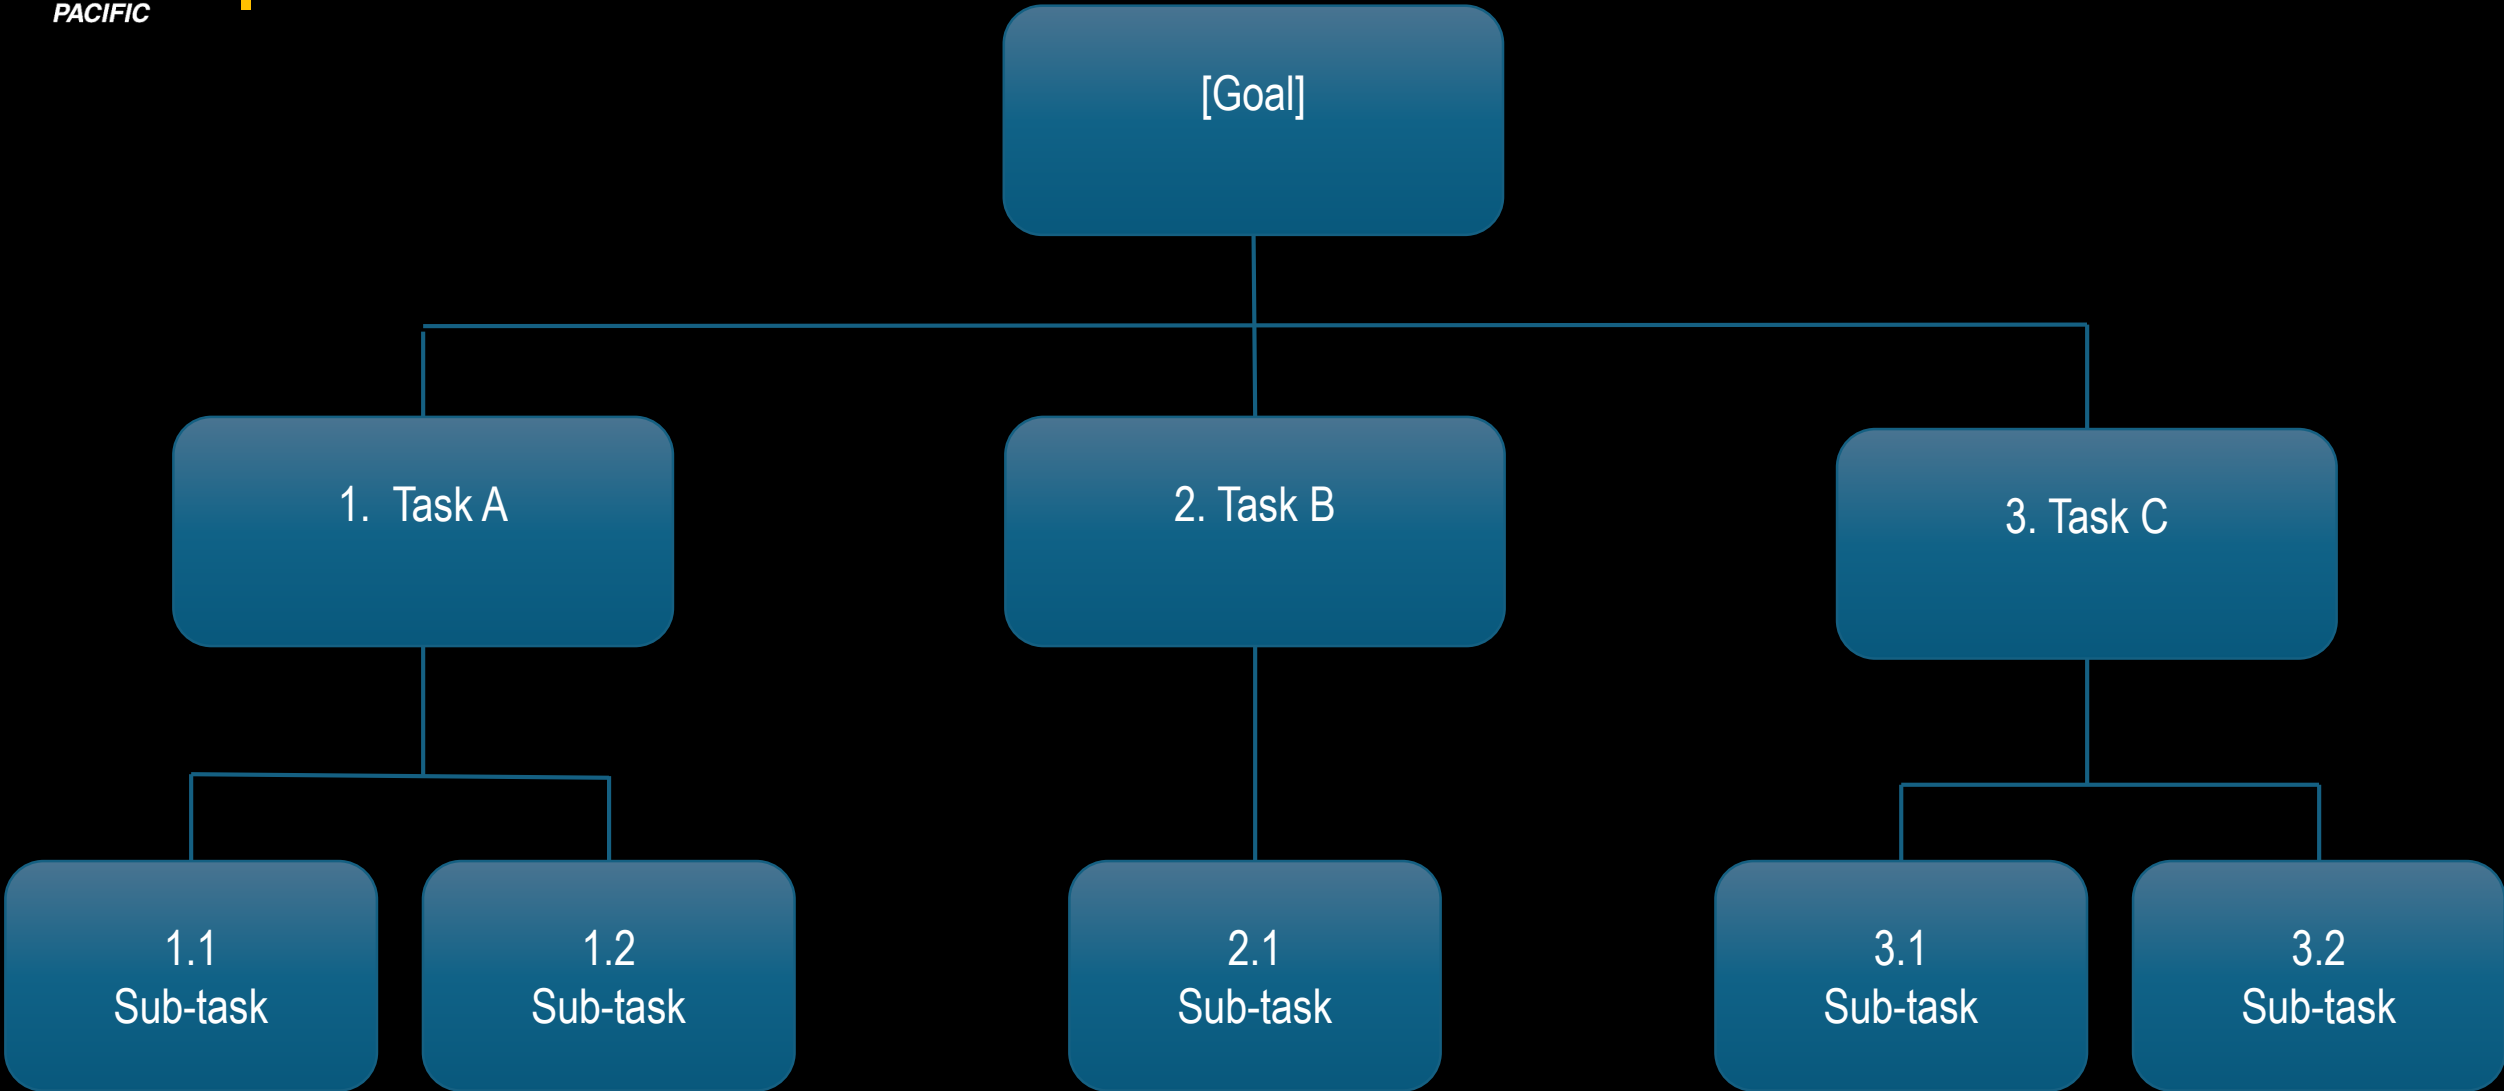 PACIFIC
[Goal]
1. Task A
2. Task B
3. Task C
1.1
Sub-task
1.2
Sub-task
2.1
Sub-task
3.1
Sub-task
3.2
Sub-task